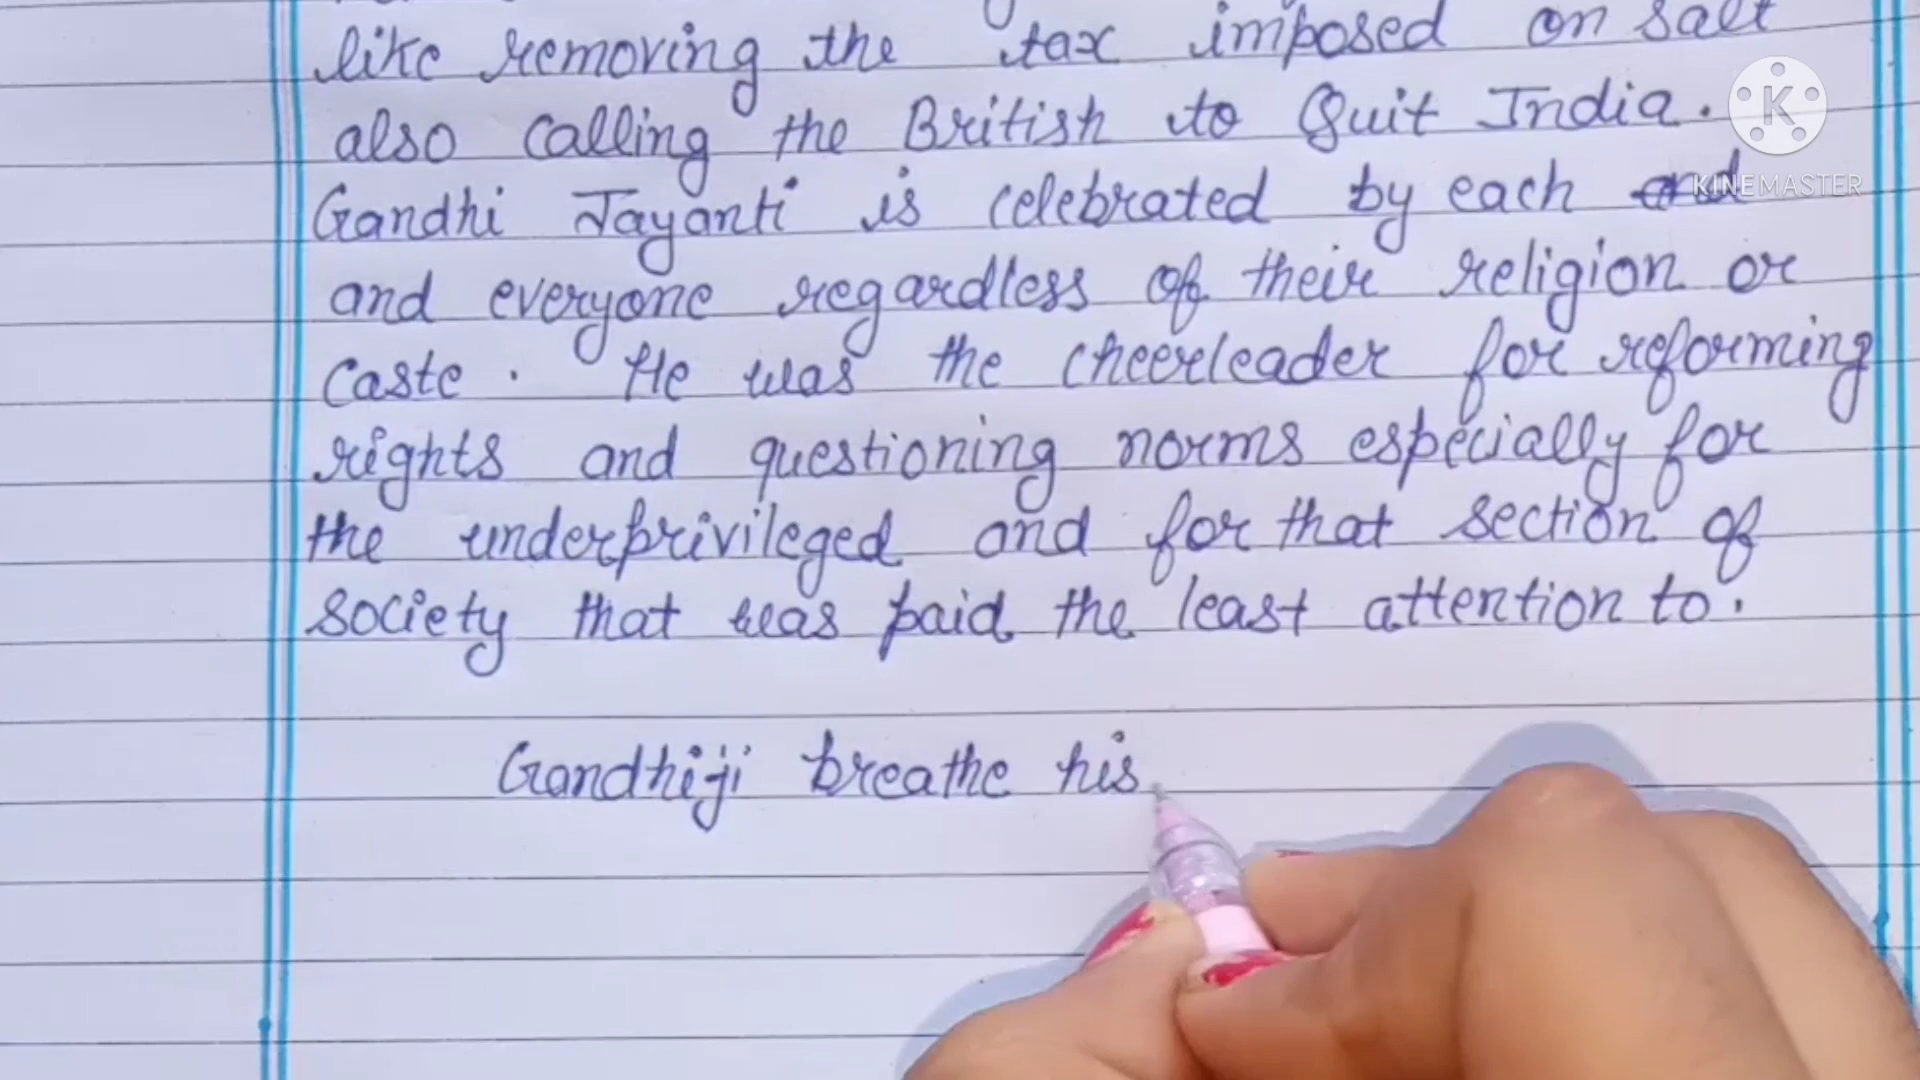 like removing the tax imposed on salt
also calling the British to Quit India.
Gandhi Jayanti is celebrated by each and
and everyone regardless of their religion or
caste. He was the cheerleader for reforming
rights and questioning norms especially for
the underprivileged and for that section of
society that was paid the least attention to.
Gandhiji breathe his
K
KINEMASTER